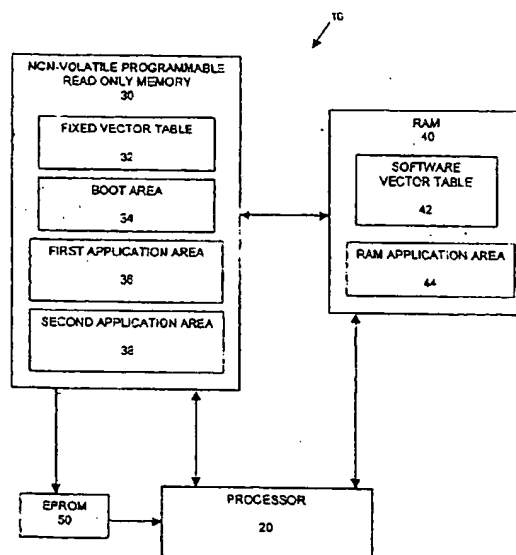 10
NON-VOLATILE PROGRAMMABLE
READ ONLY MEMORY
30
FIXED VECTOR TABLE
32
BOOT AREA
34
FIRST APPLICATION AREA
36
SECOND APPLICATION AREA
38
RAM
40
SOFTWARE
VECTOR TABLE
42
RAM APPLICATION AREA
44
EPROM
50
PROCESSOR
20